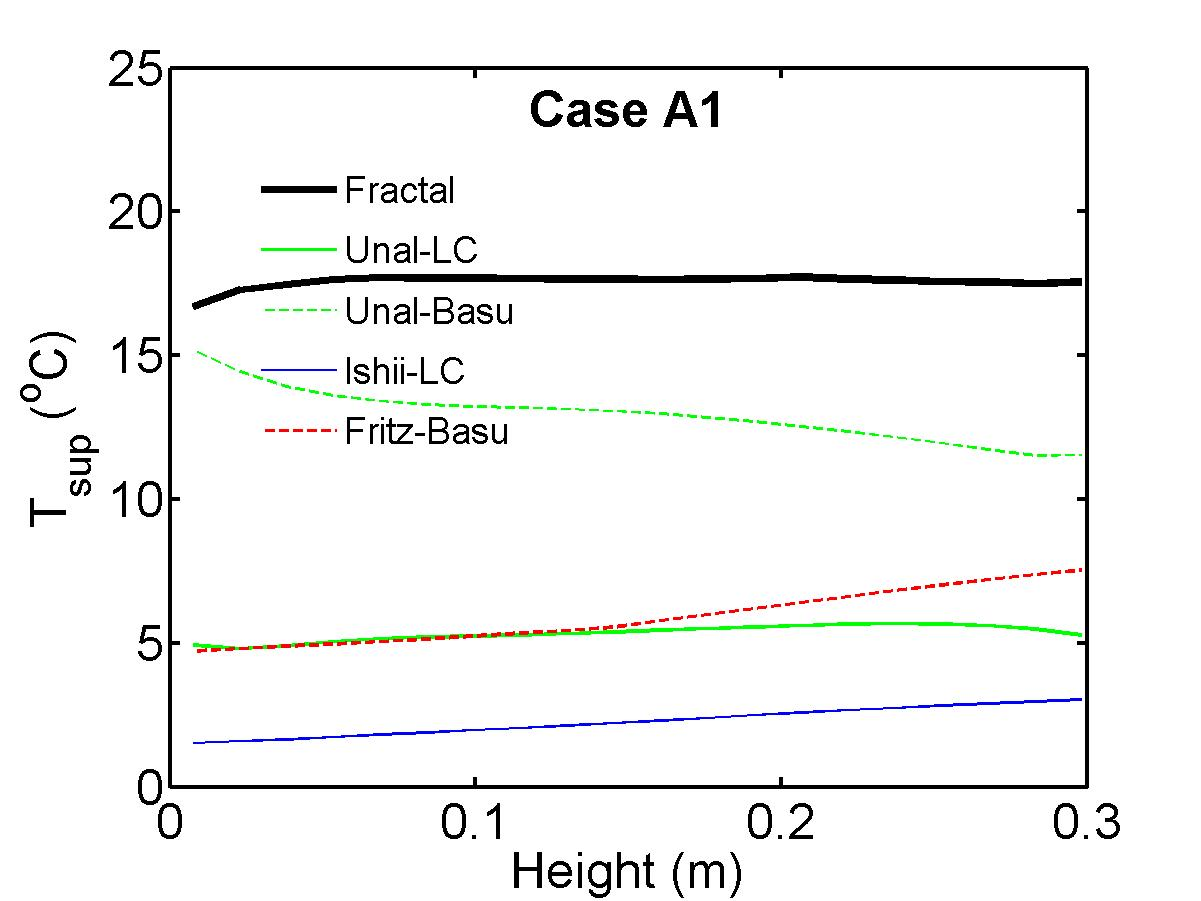 Case A1
25
20
15
10
5
0
Fractal
Unal-LC
Unal-Basu
Ishii-LC
Fritz-Basu
T_sup (ºC)
0 0.1 0.2 0.3
Height (m)